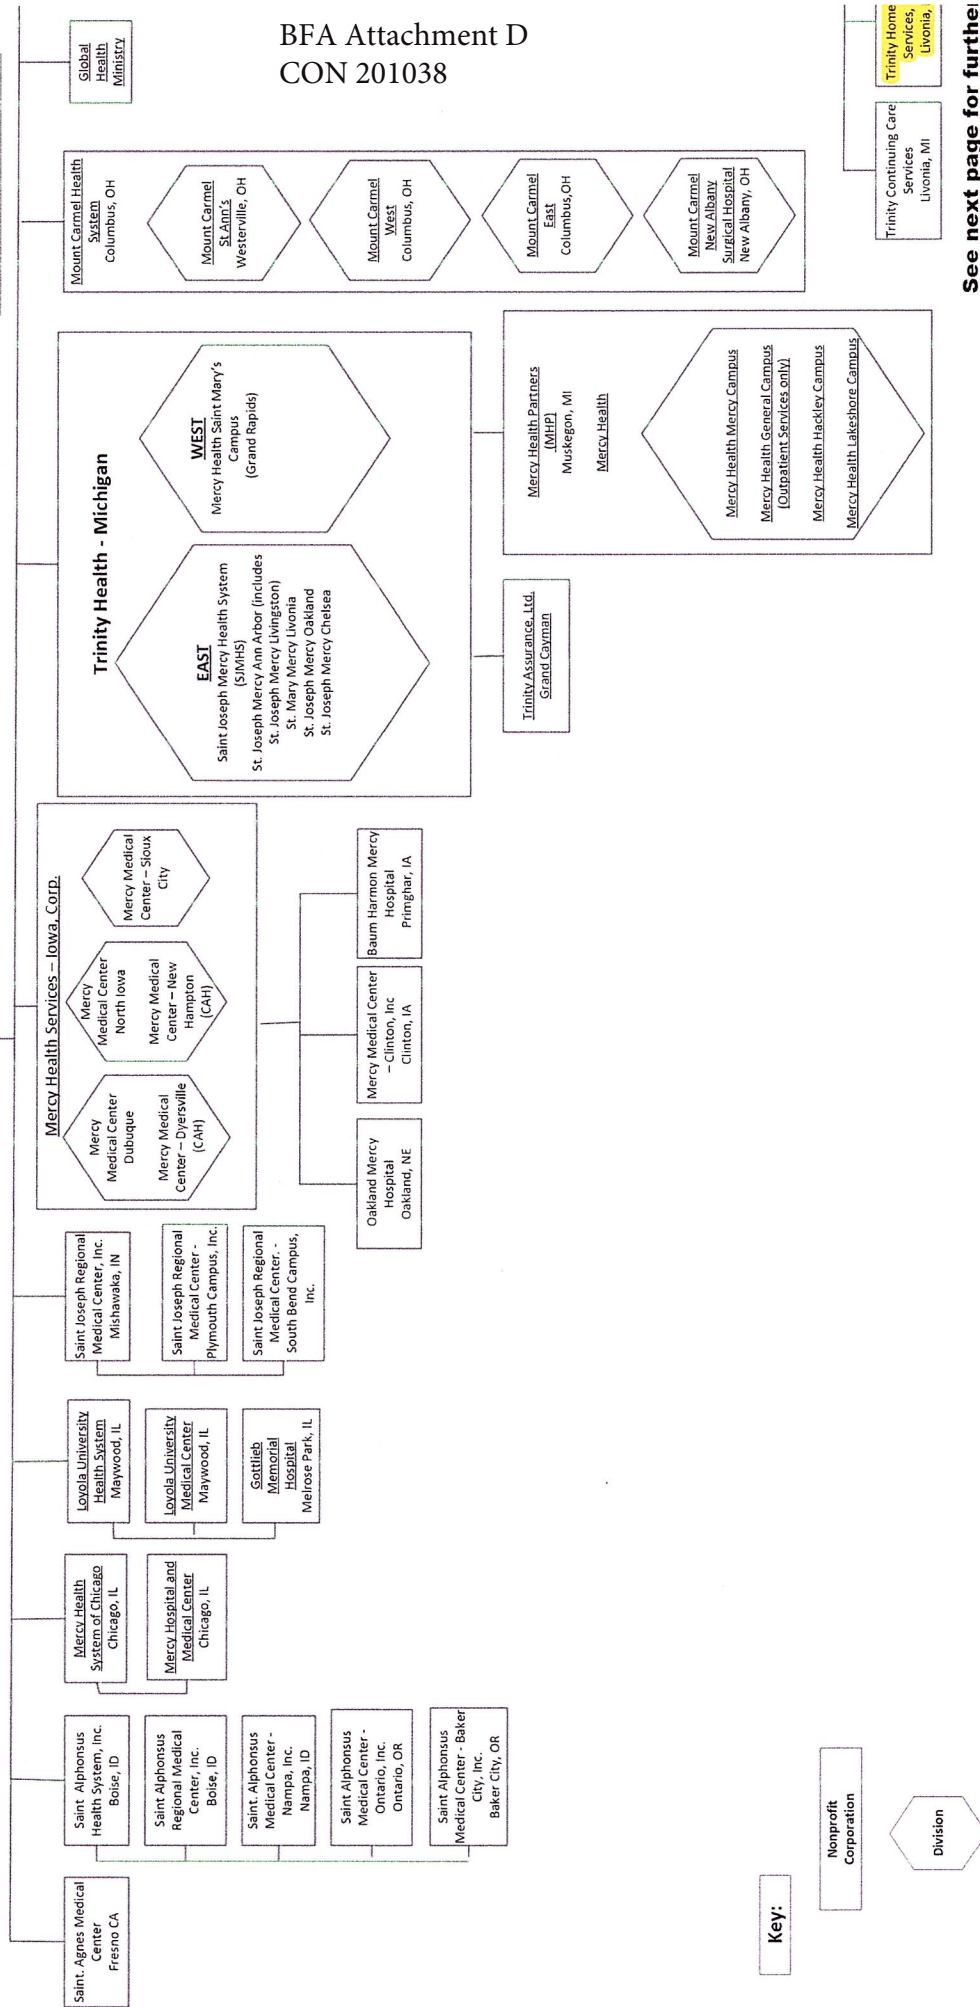 BFA Attachment D
CON 201038
Saint. Agnes Medical
Center
Fresno CA
Saint Alphonsus
Health System, Inc.
Boise, ID
Saint Alphonsus
Regional Medical
Center, Inc.
Boise, ID
Saint. Alphonsus
Medical Center -
Nampa, Inc.
Nampa, ID
Saint Alphonsus
Medical Center -
Ontario, Inc.
Ontario, OR
Saint Alphonsus
Medical Center - Baker
City, Inc.
Baker City, OR
Mercy Health
System of Chicago
Chicago, IL
Mercy Hospital and
Medical Center
Chicago, IL
Loyola University
Health System
Maywood, IL
Loyola University
Medical Center
Maywood, IL
Gottlieb
Memorial
Hospital
Melrose Park, IL
Saint Joseph Regional
Medical Center, Inc.
Mishawaka, IN
Saint Joseph Regional
Medical Center -
Plymouth Campus, Inc.
Saint Joseph Regional
Medical Center. -
South Bend Campus,
Inc.
Mercy Health Services – Iowa, Corp.
Mercy
Medical Center
Dubuque
Mercy Medical
Center – Dyersville
(CAH)
Mercy
Medical Center
North Iowa
Mercy Medical
Center – New
Hampton
(CAH)
Mercy Medical
Center – Sioux
City
Oakland Mercy
Hospital
Oakland, NE
Mercy Medical Center
– Clinton, Inc
Clinton, IA
Baum Harmon Mercy
Hospital
Primghar, IA
Trinity Health - Michigan
EAST
Saint Joseph Mercy Health System
(SJMHS)
St. Joseph Mercy Ann Arbor (includes
St. Joseph Mercy Livingston)
St. Mary Mercy Livonia
St. Joseph Mercy Oakland
St. Joseph Mercy Chelsea
WEST
Mercy Health Saint Mary's
Campus
(Grand Rapids)
Trinity Assurance, Ltd.
Grand Cayman
Mercy Health Partners
(MHP)
Muskegon, MI
Mercy Health
Mercy Health Mercy Campus
Mercy Health General Campus
(Outpatient Services only)
Mercy Health Hackley Campus
Mercy Health Lakeshore Campus
Mount Carmel Health
System
Columbus, OH
Mount Carmel
St Ann's
Westerville, OH
Mount Carmel
West
Columbus, OH
Mount Carmel
East
Columbus,OH
Mount Carmel
New Albany
Surgical Hospital
New Albany, OH
Global
Health
Ministry
Trinity Continuing Care
Services
Livonia, MI
Trinity Home
Services,
Livonia,
Key:
Nonprofit
Corporation
Division
See next page for further